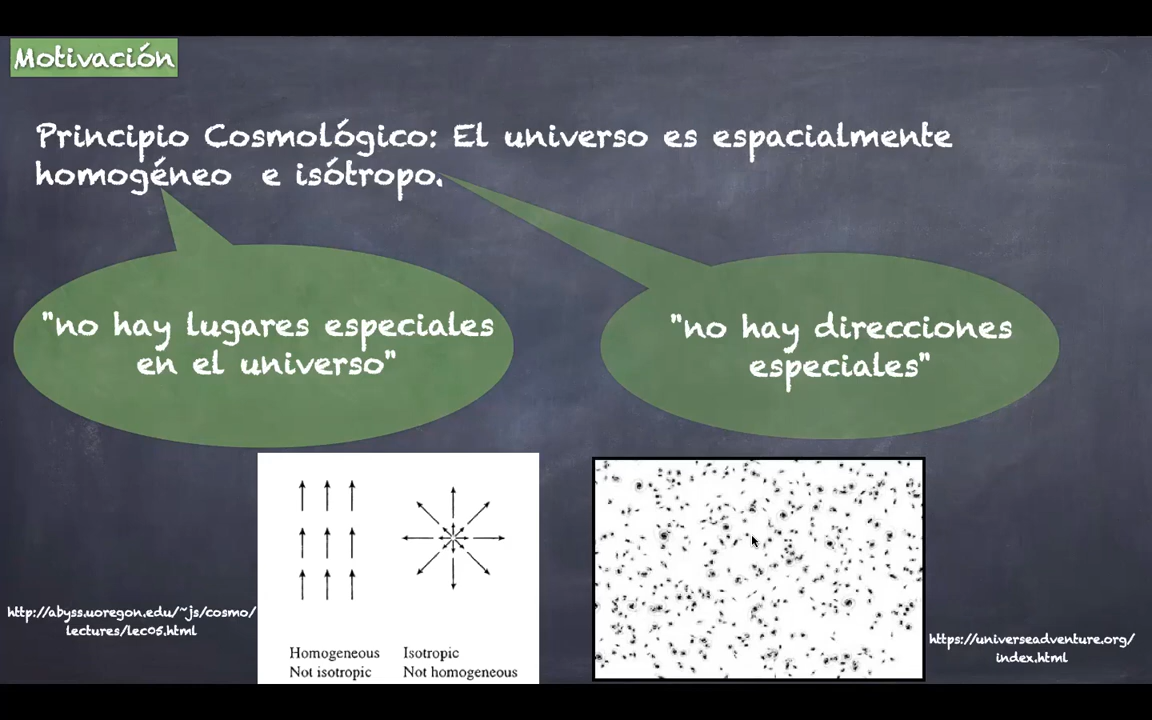 Motivación
Principio Cosmológico: El universo es espacialmente
homogéneo e isótropo.
"no hay lugares especiales
en el universo"
"no hay direcciones
especiales"
http://abyss.uoregon.edu/~js/cosmo/
lectures/lec05.html
Homogeneous
Not isotropic
Isotropic
Not homogeneous
https://universeadventure.org/
index.html